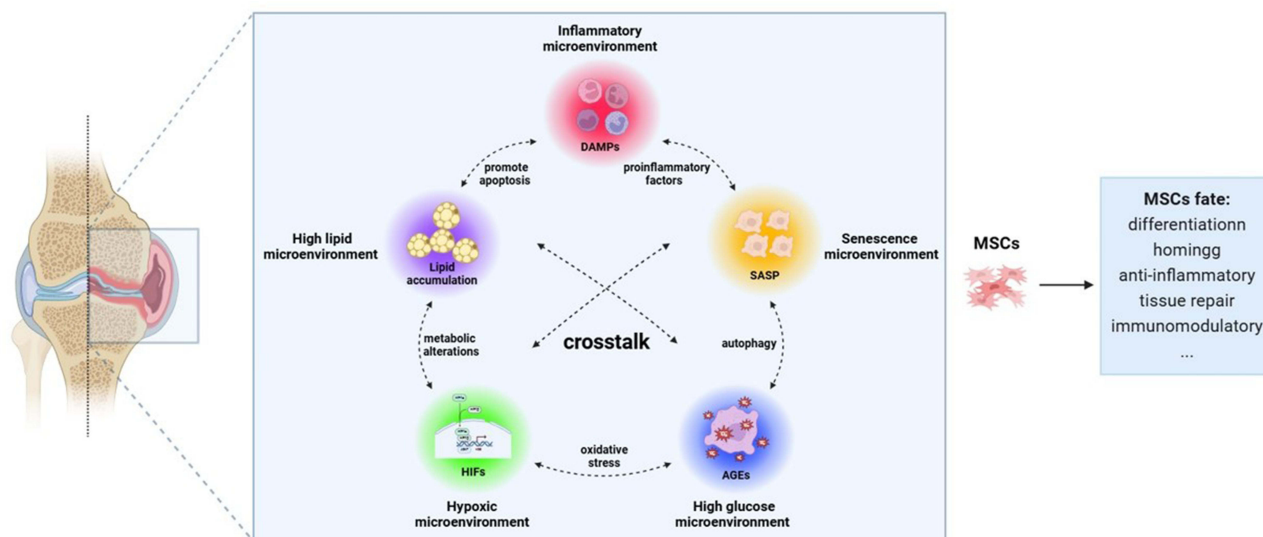 Inflammatory
microenvironment
DAMPs
promote
apoptosis
proinflammatory
factors
High lipid
microenvironment
Lipid
accumulation
SASP
Senescence
microenvironment
metabolic
alterations
crosstalk
autophagy
HIFs
oxidative
stress
AGEs
Hypoxic
microenvironment
High glucose
microenvironment
MSCs
MSCs fate:
differentiationn
homingg
anti-inflammatory
tissue repair
immunomodulatory
...